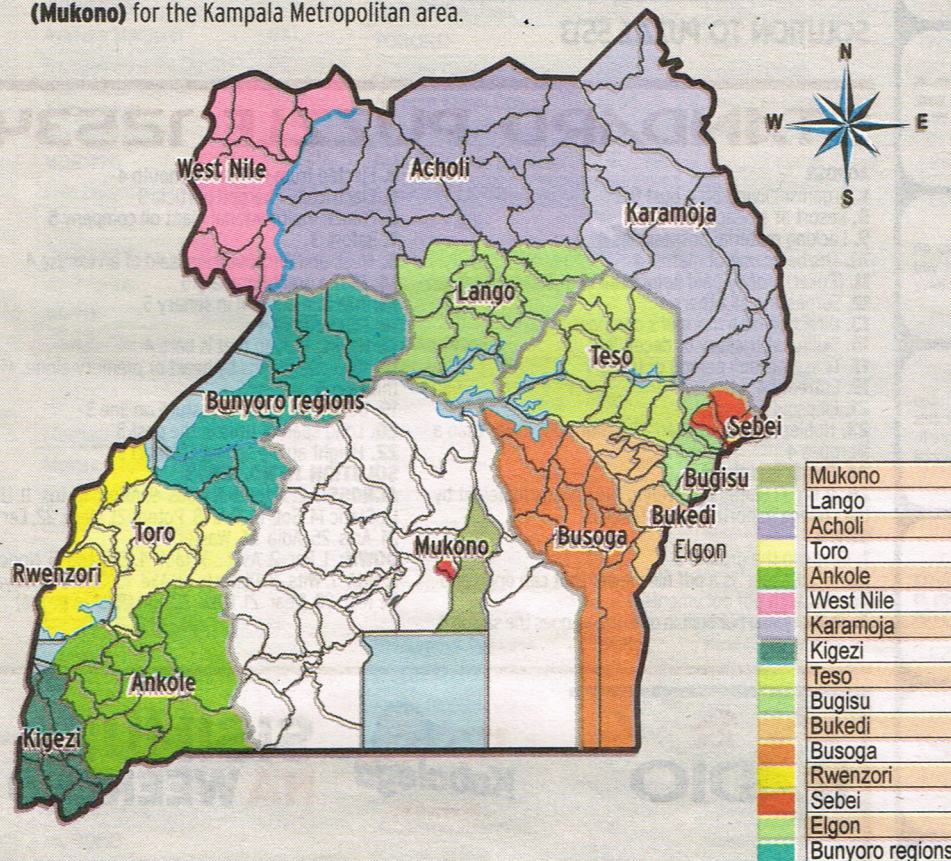 (Mukono) for the Kampala Metropolitan area.
N
W E
S
West Nile
Acholi
Karamoja
Lango
Teso
Bunyoro regions
Sebei
Bugisu
Bukedi
Elgon
Busoga
Mukono
Toro
Rwenzori
Ankole
Kigezi
Mukono
Lango
Acholi
Toro
Ankole
West Nile
Karamoja
Kigezi
Teso
Bugisu
Bukedi
Busoga
Rwenzori
Sebei
Elgon
Bunyoro regions